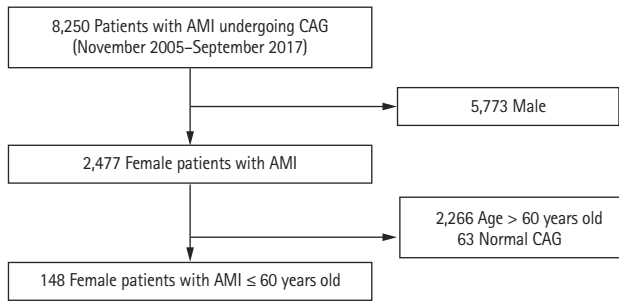 8,250 Patients with AMI undergoing CAG
(November 2005–September 2017)
5,773 Male
2,477 Female patients with AMI
2,266 Age > 60 years old
63 Normal CAG
148 Female patients with AMI ≤ 60 years old